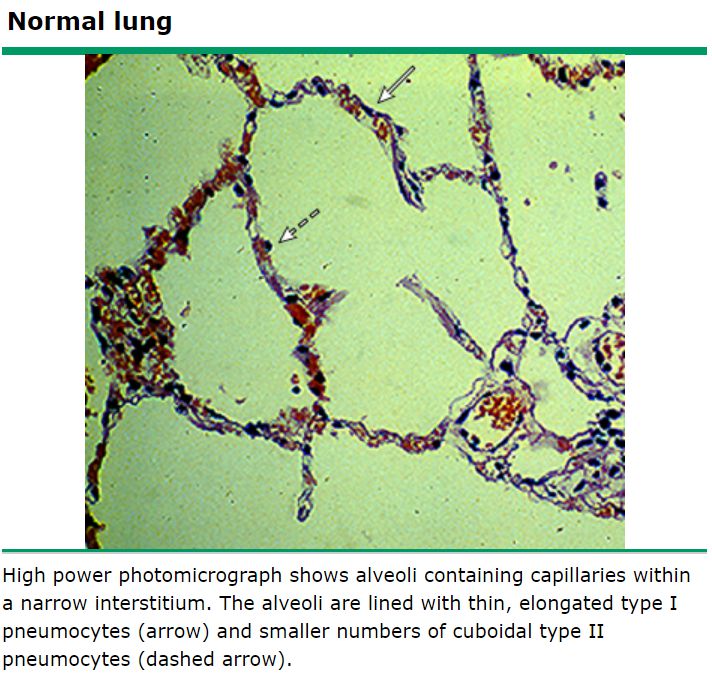 Normal lung
High power photomicrograph shows alveoli containing capillaries within
a narrow interstitium. The alveoli are lined with thin, elongated type I
pneumocytes (arrow) and smaller numbers of cuboidal type II
pneumocytes (dashed arrow).